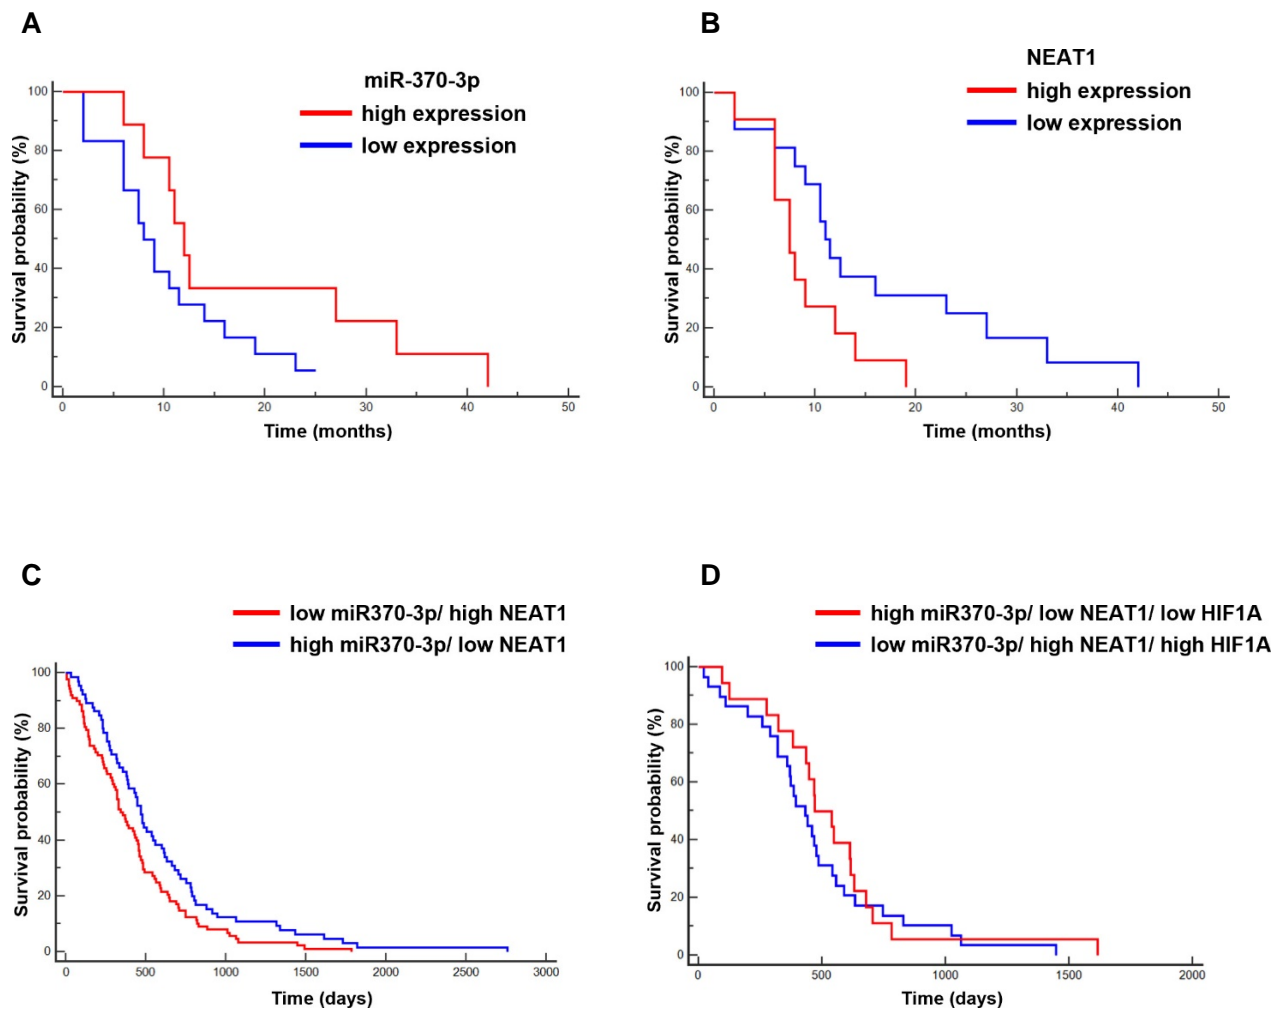 A
miR-370-3p
high expression
low expression
Survival probability (%)
100
80
60
40
20
0
0 10 20 30 40 50
Time (months)
B
NEAT1
high expression
low expression
Survival probability (%)
100
80
60
40
20
0
0 10 20 30 40 50
Time (months)
C
low miR370-3p/ high NEAT1
high miR370-3p/ low NEAT1
Survival probability (%)
100
80
60
40
20
0
0 500 1000 1500 2000 2500 3000
Time (days)
D
high miR370-3p/ low NEAT1/ low HIF1A
low miR370-3p/ high NEAT1/ high HIF1A
Survival probability (%)
100
80
60
40
20
0
0 500 1000 1500 2000
Time (days)